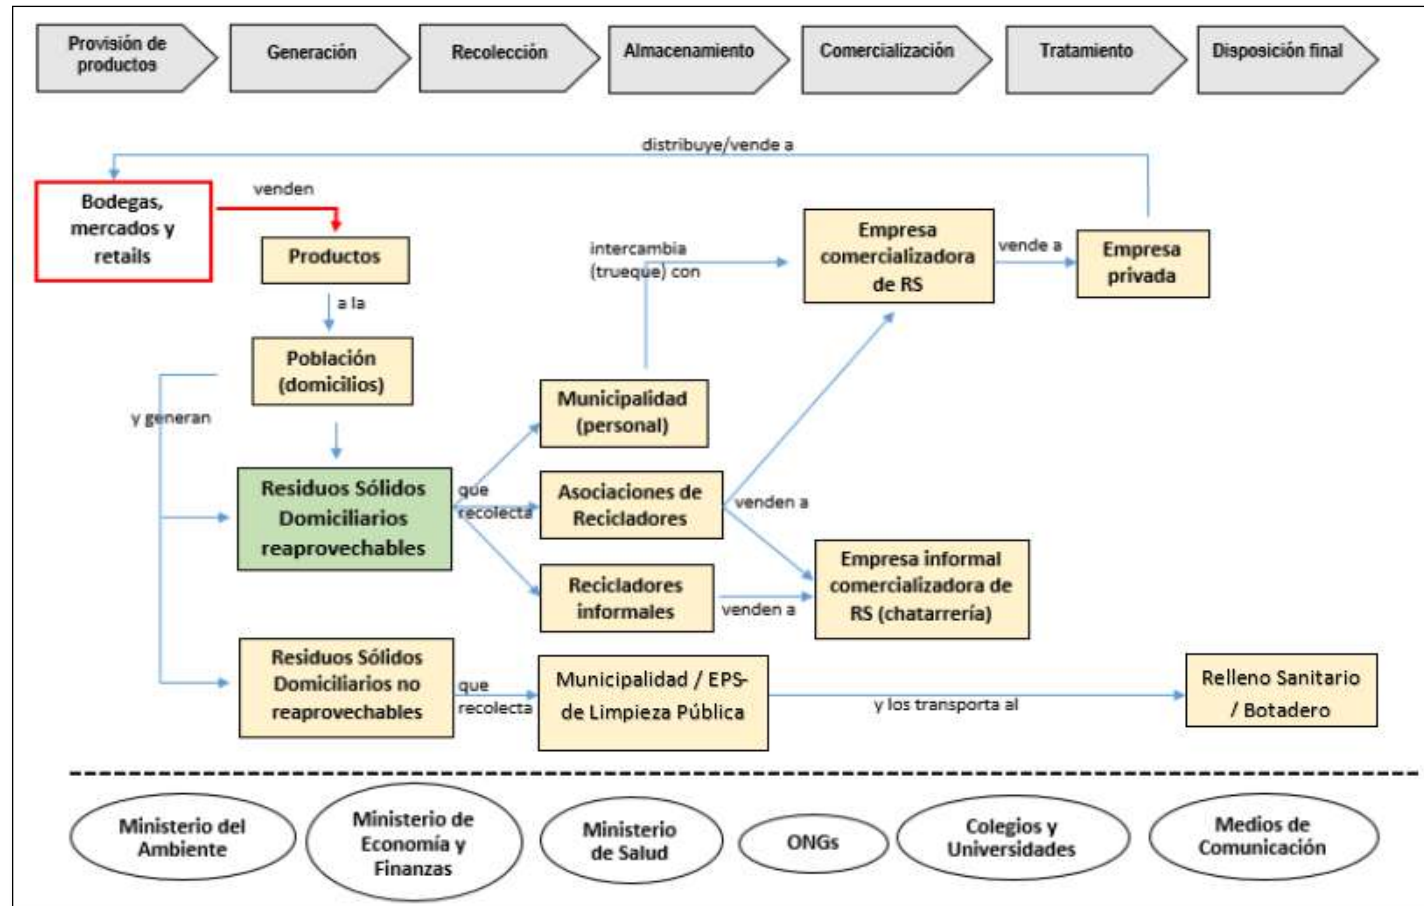 Provisión de
productos
Generación
Recolección
Almacenamiento
Comercialización
Tratamiento
Disposición final
distribuye/vende a
Bodegas,
mercados y
retails
venden
Productos
a la
Población
(domicilios)
y generan
Residuos Sólidos
Domiciliarios
reaprovechables
que
recolecta
Municipalidad
(personal)
intercambia
(trueque) con
Empresa
comercializadora
de RS
vende a
Empresa
privada
Asociaciones de
Recicladores
venden a
Recicladores
informales
venden a
Empresa informal
comercializadora de
RS (chatarrería)
Residuos Sólidos
Domiciliarios no
reaprovechables
que
recolecta
Municipalidad / EPS-
de Limpieza Pública
y los transporta al
Relleno Sanitario
/ Botadero
Ministerio del
Ambiente
Ministerio de
Economía y
Finanzas
Ministerio
de Salud
ONGs
Colegios y
Universidades
Medios de
Comunicación